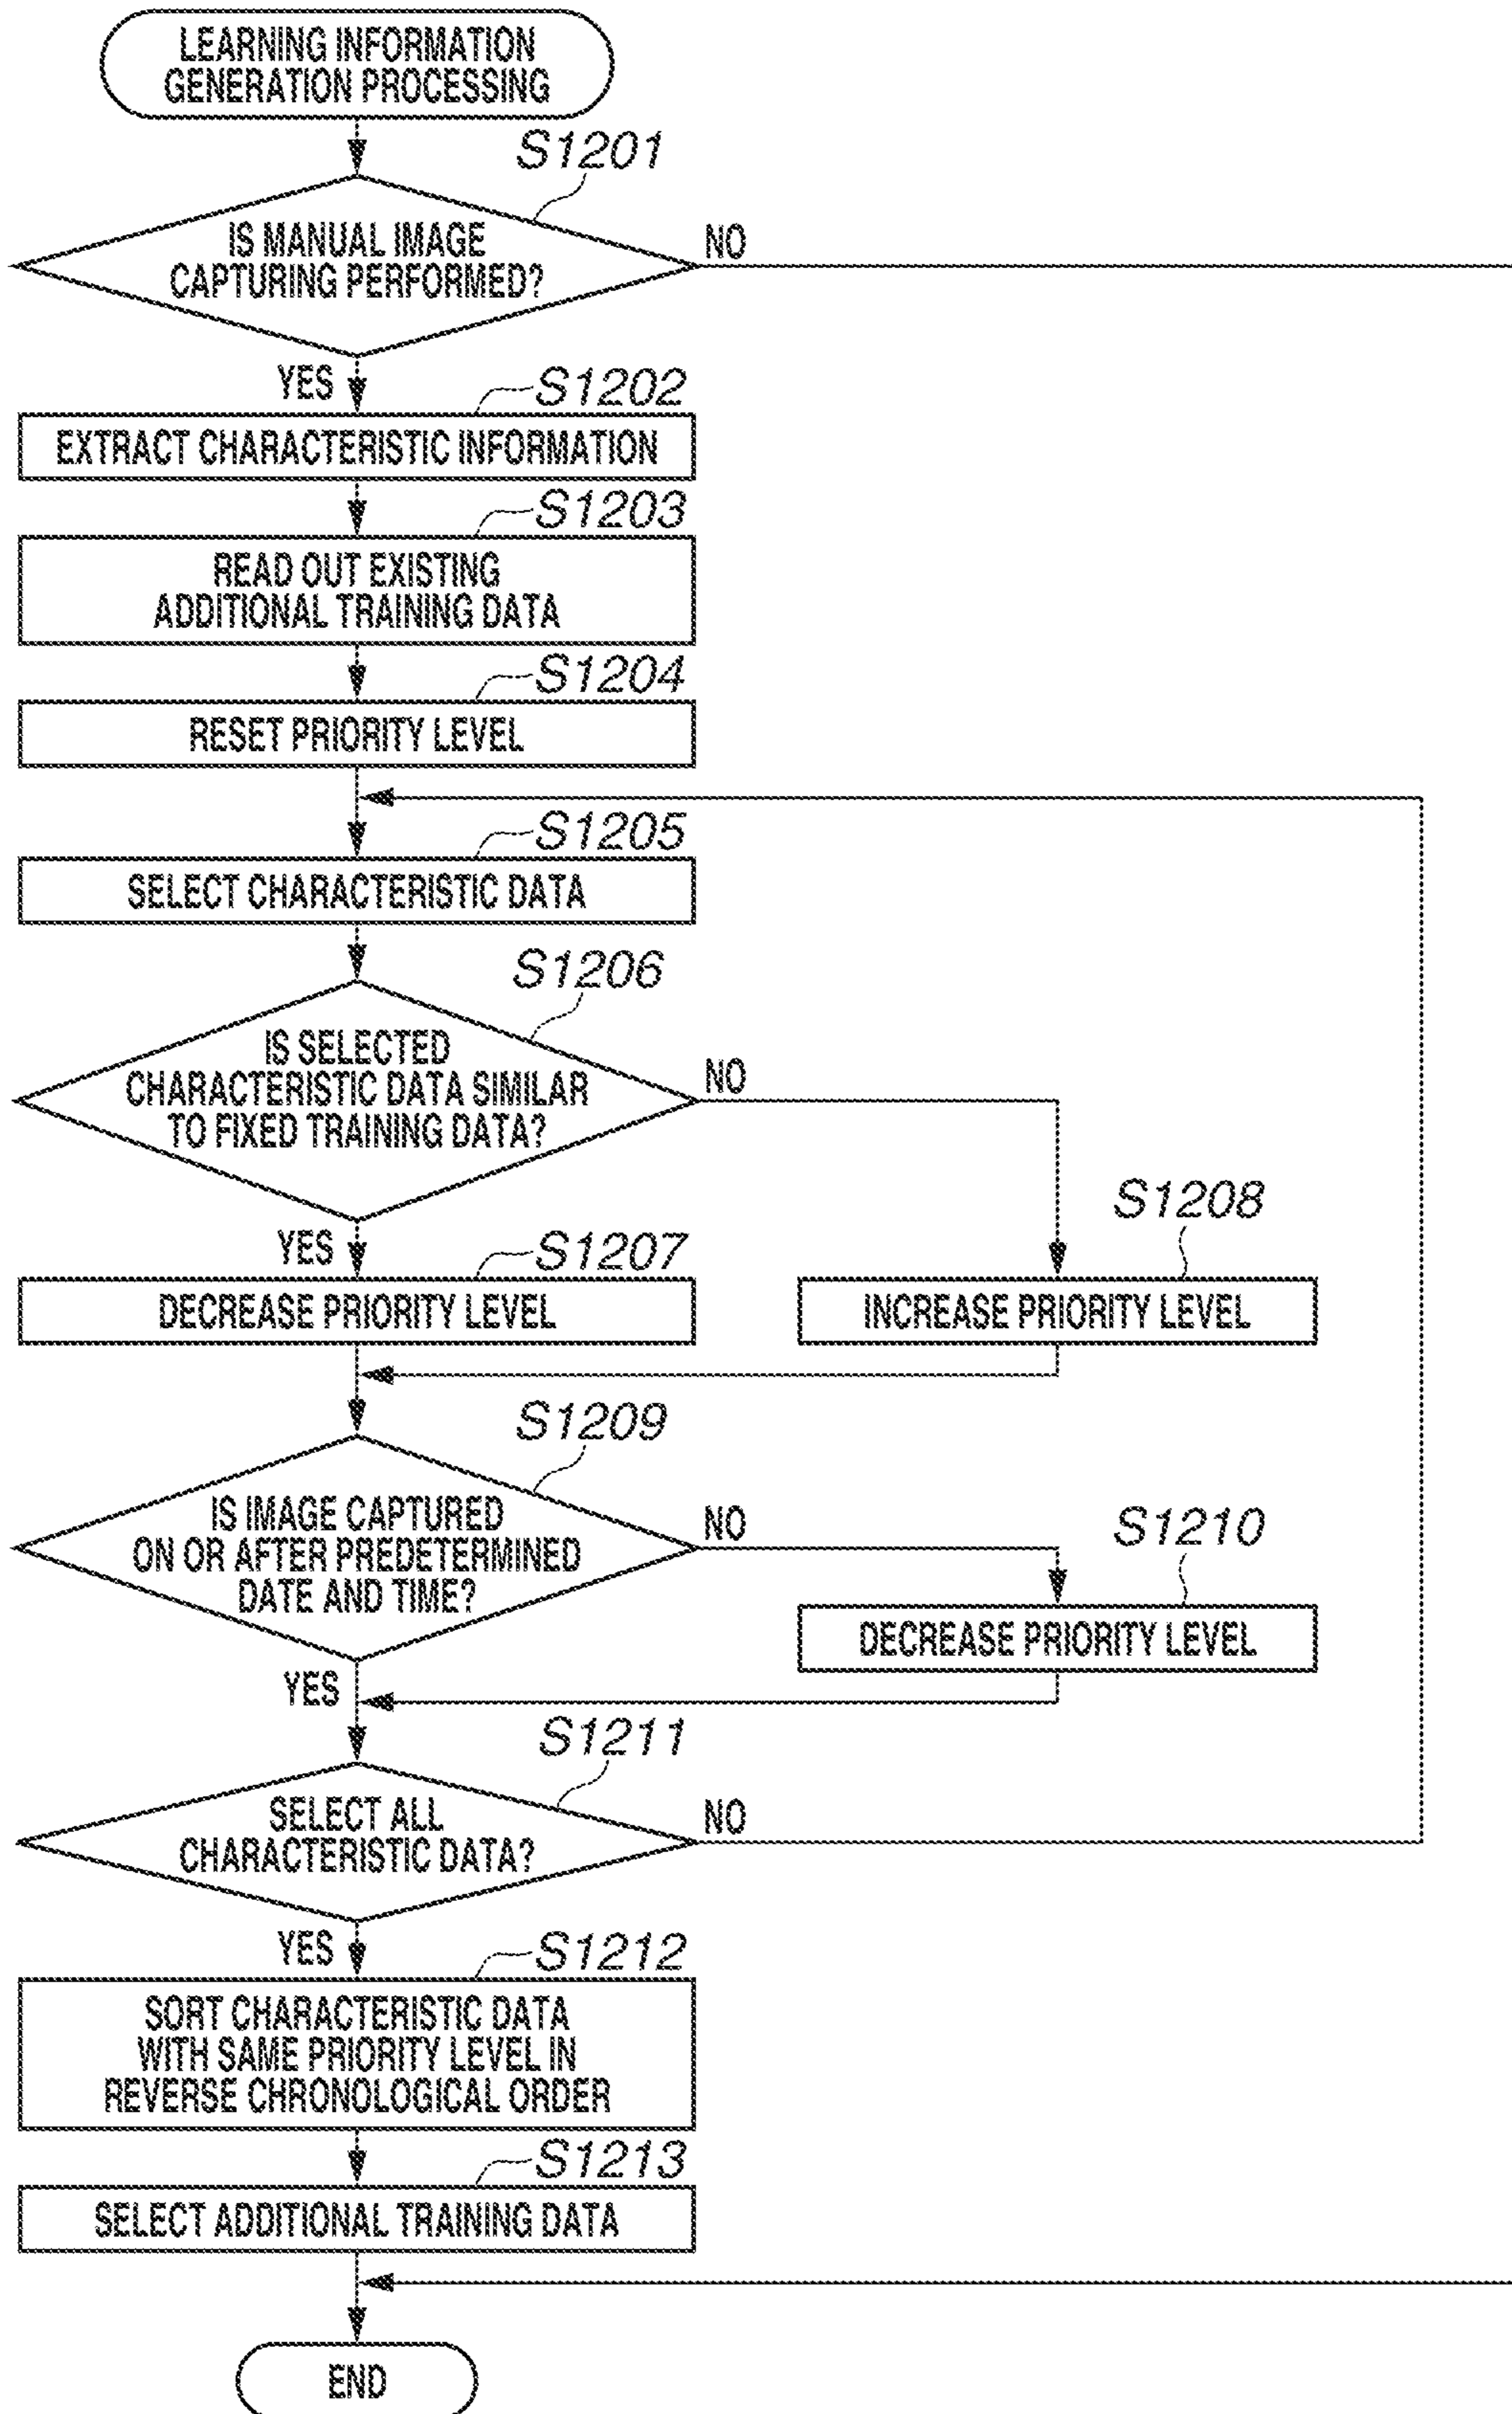 LEARNING INFORMATION
GENERATION PROCESSING
S1201
IS MANUAL IMAGE
CAPTURING PERFORMED?
NO
YES
S1202
EXTRACT CHARACTERISTIC INFORMATION
S1203
READ OUT EXISTING
ADDITIONAL TRAINING DATA
S1204
RESET PRIORITY LEVEL
S1205
SELECT CHARACTERISTIC DATA
S1206
IS SELECTED
CHARACTERISTIC DATA SIMILAR
TO FIXED TRAINING DATA?
NO
YES
S1207
DECREASE PRIORITY LEVEL
S1208
INCREASE PRIORITY LEVEL
S1209
IS IMAGE CAPTURED
ON OR AFTER PREDETERMINED
DATE AND TIME?
NO
S1210
DECREASE PRIORITY LEVEL
YES
S1211
SELECT ALL
CHARACTERISTIC DATA?
NO
YES
S1212
SORT CHARACTERISTIC DATA
WITH SAME PRIORITY LEVEL IN
REVERSE CHRONOLOGICAL ORDER
S1213
SELECT ADDITIONAL TRAINING DATA
END